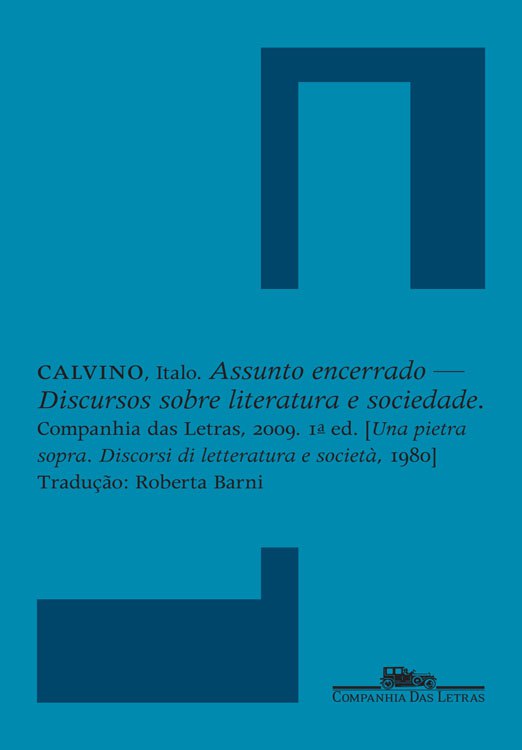 CALVINO, Italo. Assunto encerrado —
Discursos sobre literatura e sociedade.
Companhia das Letras, 2009. 1ª ed. [Una pietra
sopra. Discorsi di letteratura e società, 1980]
Tradução: Roberta Barni
COMPANHIA DAS LETRAS